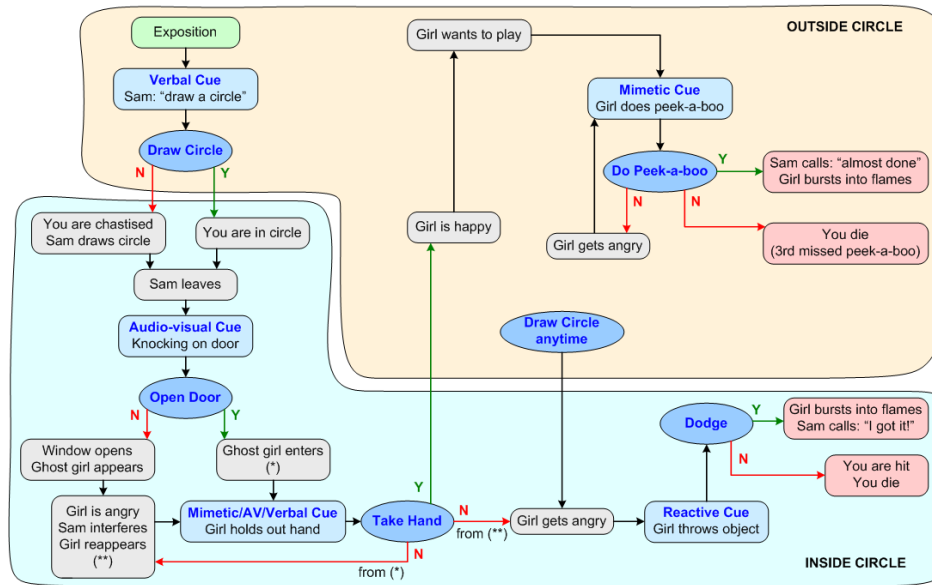 OUTSIDE CIRCLE
Exposition
Verbal Cue
Sam: “draw a circle”
Draw Circle
N
Y
You are chastised
Sam draws circle
You are in circle
Sam leaves
Audio-visual Cue
Knocking on door
Open Door
N
Y
Window opens
Ghost girl appears
Ghost girl enters
(*)
Girl is angry
Sam interferes
Girl reappears
(**)
Mimetic/AV/Verbal Cue
Girl holds out hand
Take Hand
Y
N
from (**)
N
from (*)
Girl is happy
Girl wants to play
Mimetic Cue
Girl does peek-a-boo
Do Peek-a-boo
Y
N
N
Girl gets angry
Sam calls: “almost done”
Girl bursts into flames
You die
(3rd missed peek-a-boo)
Draw Circle
anytime
Girl gets angry
Reactive Cue
Girl throws object
Dodge
Y
N
Girl bursts into flames
Sam calls: “I got it!”
You are hit
You die
INSIDE CIRCLE